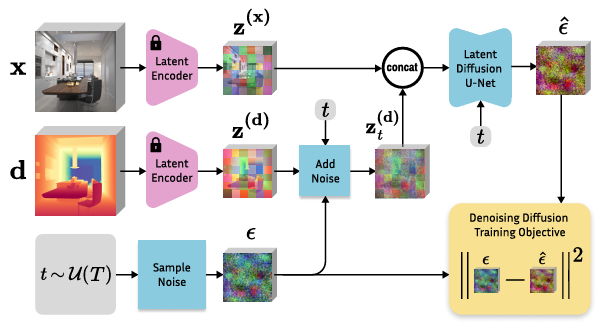 x
Latent
Encoder
z^(x)
concat
Latent
Diffusion
U-Net
ϵ̂
t
d
Latent
Encoder
z^(d)
t
Add
Noise
z_t^(d)
t ~ 𝒰(T)
Sample
Noise
ϵ
Denoising Diffusion
Training Objective
‖ ϵ − ϵ̂ ‖²